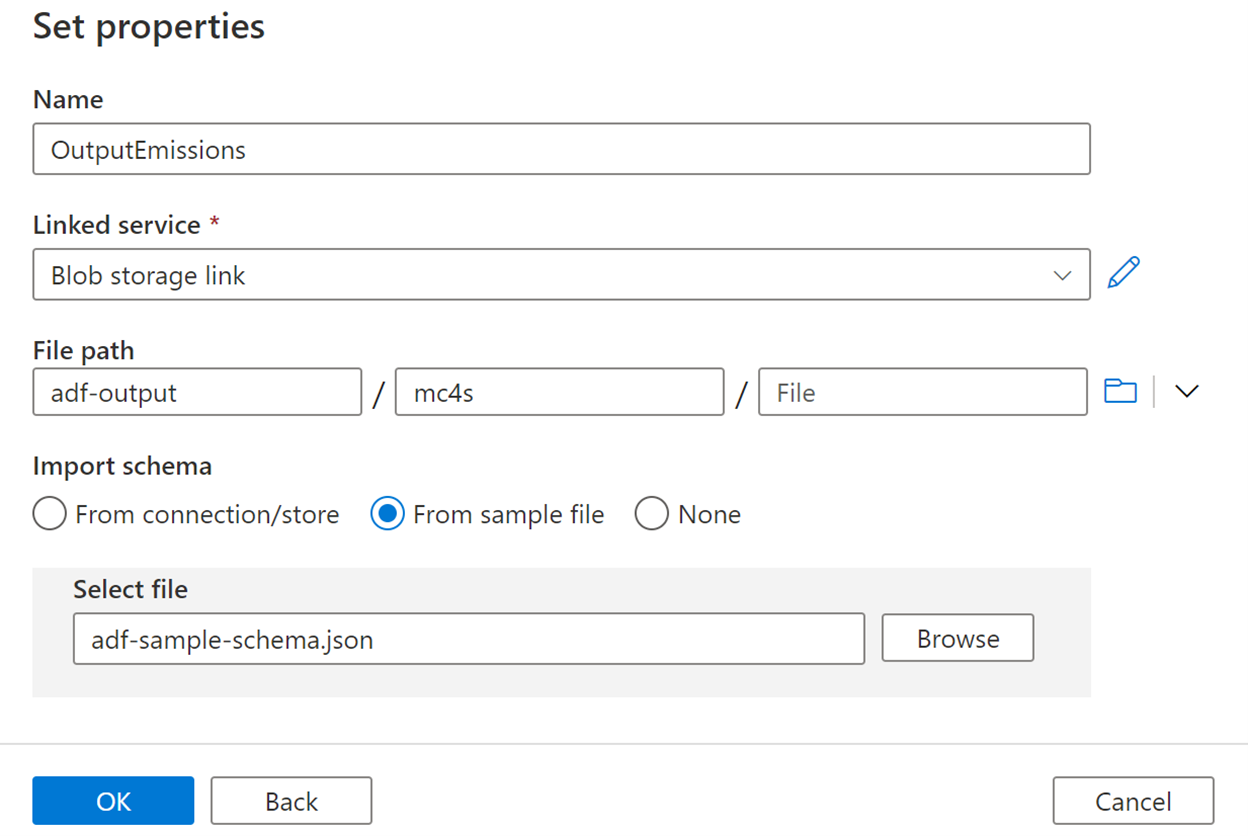 Set properties
Name
OutputEmissions
Linked service *
Blob storage link
File path
adf-output / mc4s / File
Import schema
From connection/store From sample file None
Select file
adf-sample-schema.json Browse
OK Back Cancel